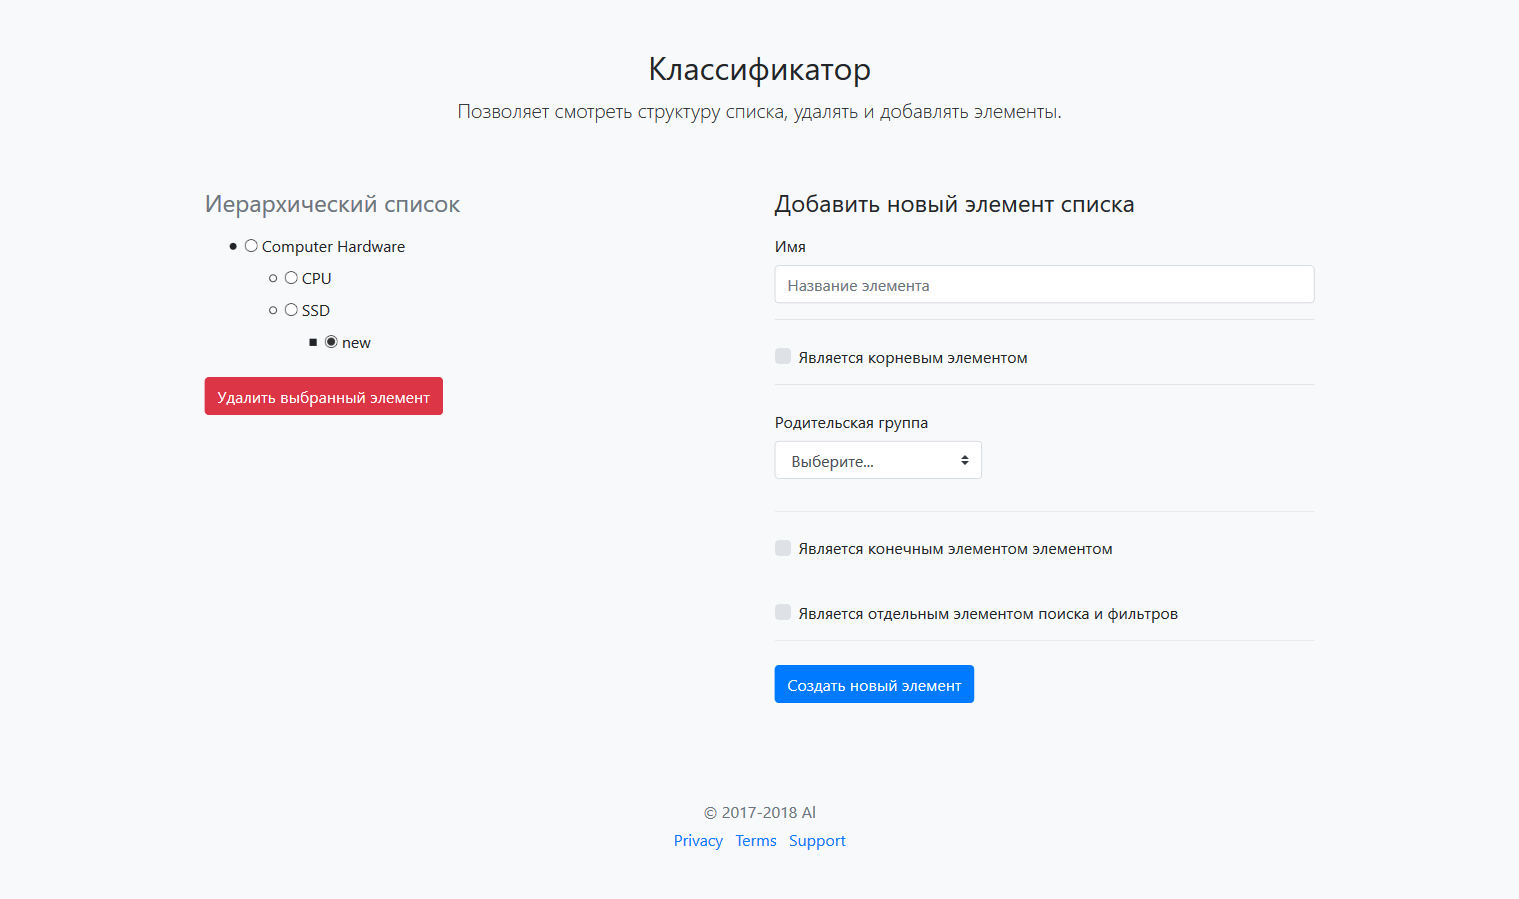 Классификатор
Позволяет смотреть структуру списка, удалять и добавлять элементы.
Иерархический список
Computer Hardware
CPU
SSD
new
Удалить выбранный элемент
Добавить новый элемент списка
Имя
Название элемента
Является корневым элементом
Родительская группа
Выберите...
Является конечным элементом элементом
Является отдельным элементом поиска и фильтров
Создать новый элемент
© 2017-2018 Al
Privacy Terms Support